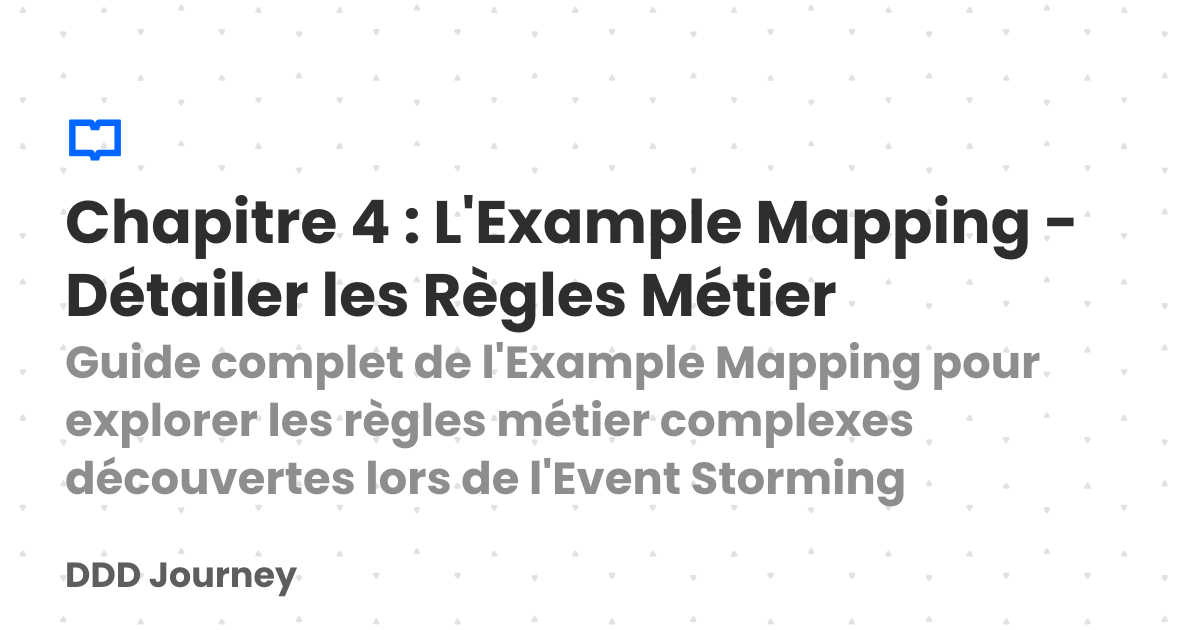 Chapitre 4 : L'Example Mapping -
Détailer les Règles Métier
Guide complet de l'Example Mapping pour
explorer les règles métier complexes
découvertes lors de l'Event Storming
DDD Journey